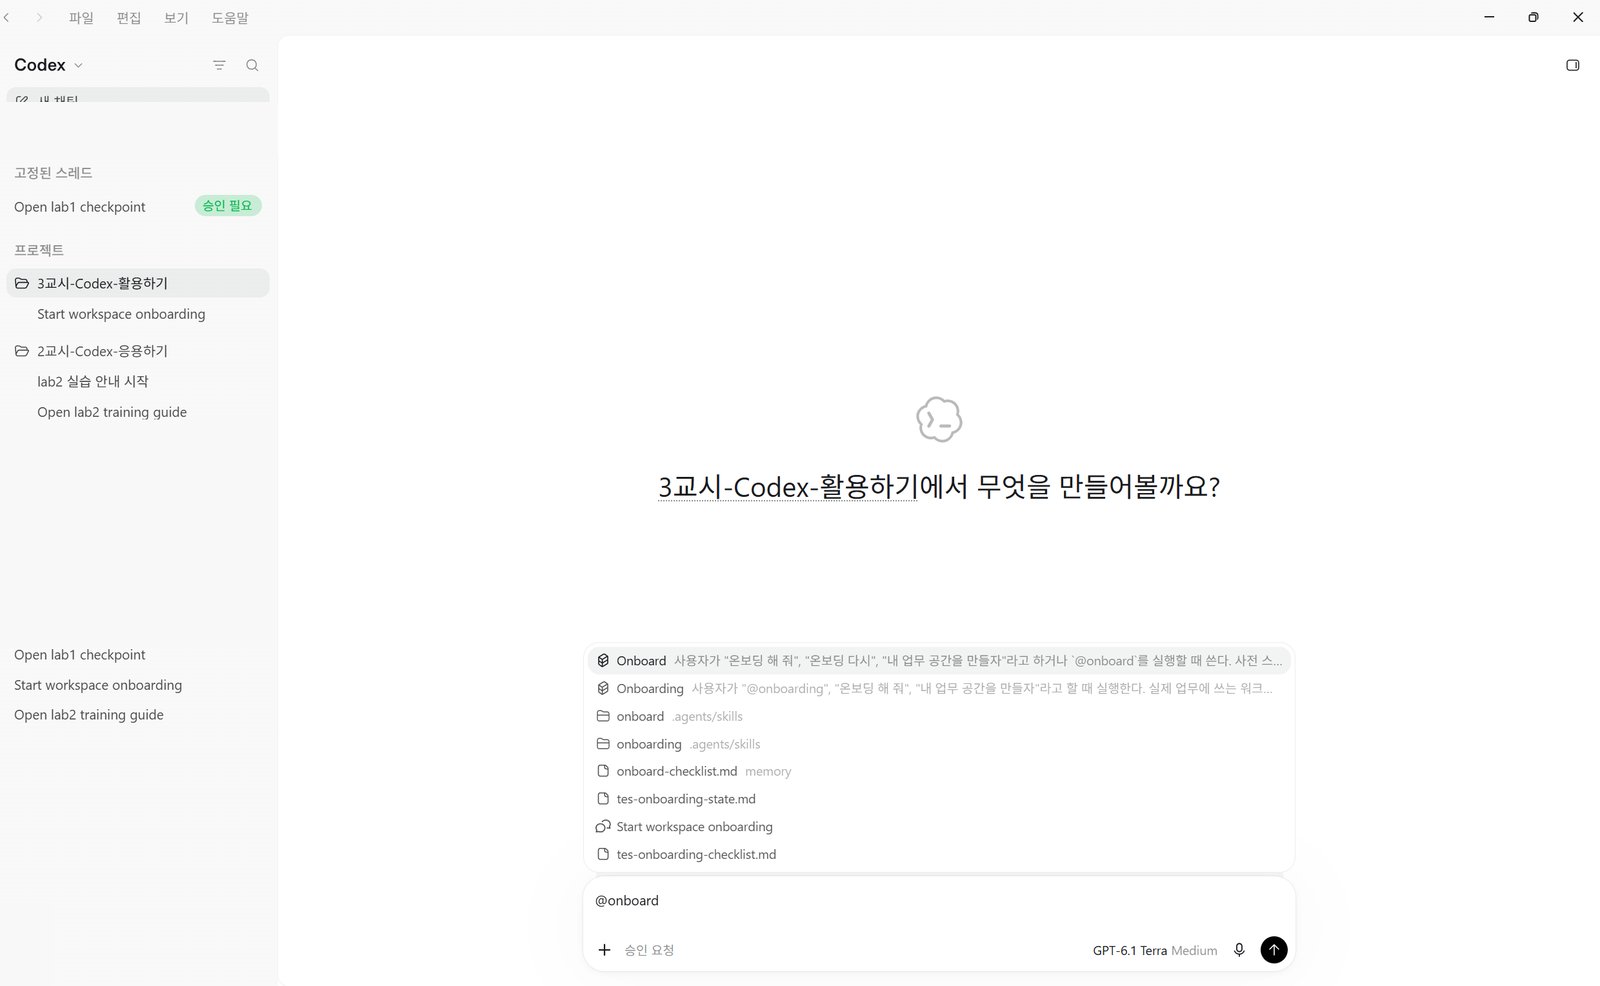 파일 편집 보기 도움말
Codex
새 채팅
고정된 스레드
Open lab1 checkpoint 승인 필요
프로젝트
3교시-Codex-활용하기
Start workspace onboarding
2교시-Codex-응용하기
lab2 실습 안내 시작
Open lab2 training guide
Open lab1 checkpoint
Start workspace onboarding
Open lab2 training guide
3교시-Codex-활용하기에서 무엇을 만들어볼까요?
Onboard 사용자가 "온보딩 해 줘", "온보딩 다시", "내 업무 공간을 만들자"라고 하거나 `@onboard`를 실행할 때 쓴다. 사전 스...
Onboarding 사용자가 "@onboarding", "온보딩 해 줘", "내 업무 공간을 만들자"라고 할 때 실행한다. 실제 업무에 쓰는 워크...
onboard .agents/skills
onboarding .agents/skills
onboard-checklist.md memory
tes-onboarding-state.md
Start workspace onboarding
tes-onboarding-checklist.md
@onboard
승인 요청
GPT-6.1 Terra Medium